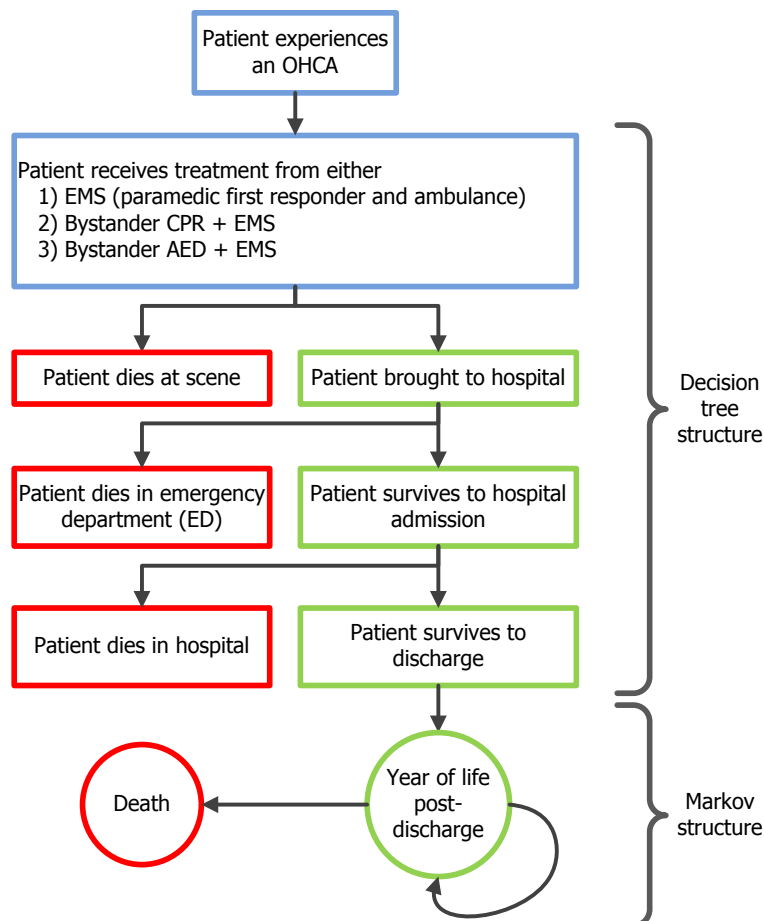 Patient experiences
an OHCA
Patient receives treatment from either
1) EMS (paramedic first responder and ambulance)
2) Bystander CPR + EMS
3) Bystander AED + EMS
Patient dies at scene
Patient brought to hospital
Decision
tree
structure
Patient dies in emergency
department (ED)
Patient survives to hospital
admission
Patient dies in hospital
Patient survives to
discharge
Death
Year of life
post-
discharge
Markov
structure